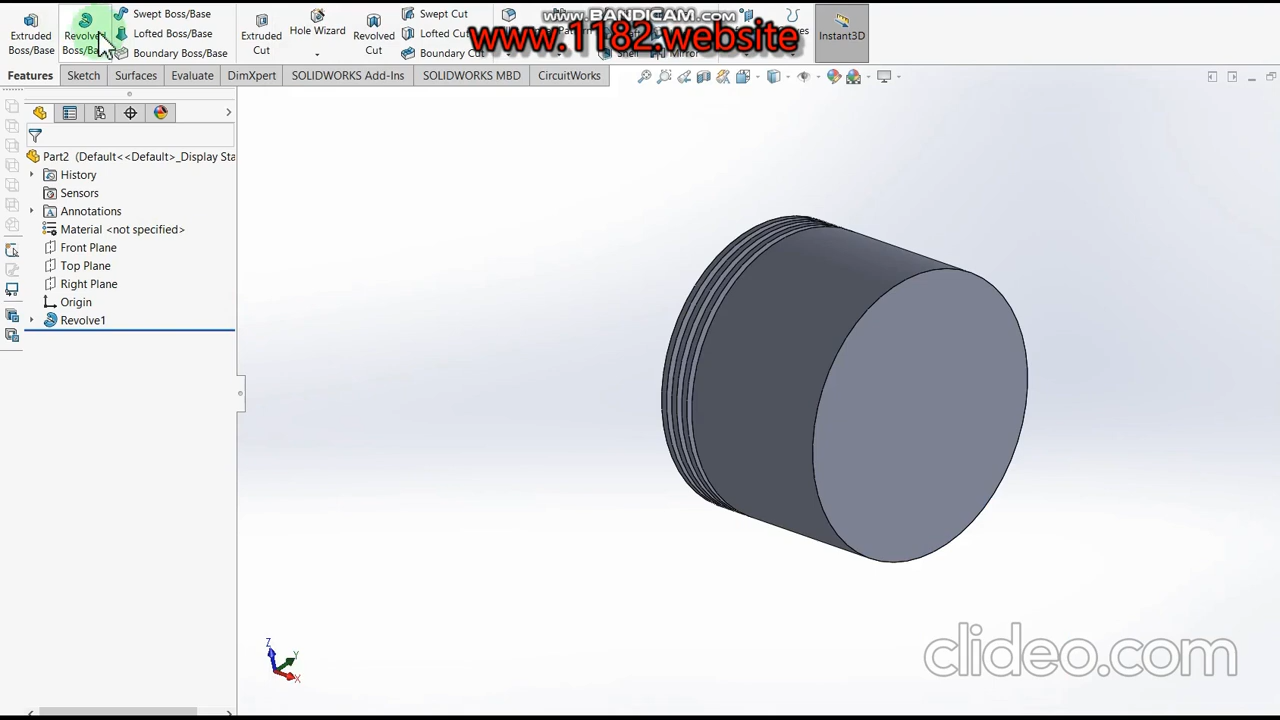 www.BANDICAM.com
www.1182.website
Extruded Boss/Base
Revolved Boss/Base
Swept Boss/Base
Lofted Boss/Base
Boundary Boss/Base
Extruded Cut
Hole Wizard
Revolved Cut
Swept Cut
Lofted Cut
Boundary Cut
Shell
Mirror
Instant3D
Features
Sketch
Surfaces
Evaluate
DimXpert
SOLIDWORKS Add-Ins
SOLIDWORKS MBD
CircuitWorks
Part2 (Default<<Default>_Display Sta
History
Sensors
Annotations
Material <not specified>
Front Plane
Top Plane
Right Plane
Origin
Revolve1
Z
Y
X
clideo.com